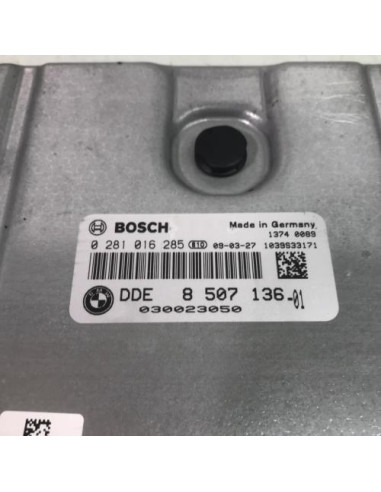 BOSCH
Made in Germany
1374 0089
0 281 016 285 09-03-27 1039S33171
DDE 8 507 136-01
030023050